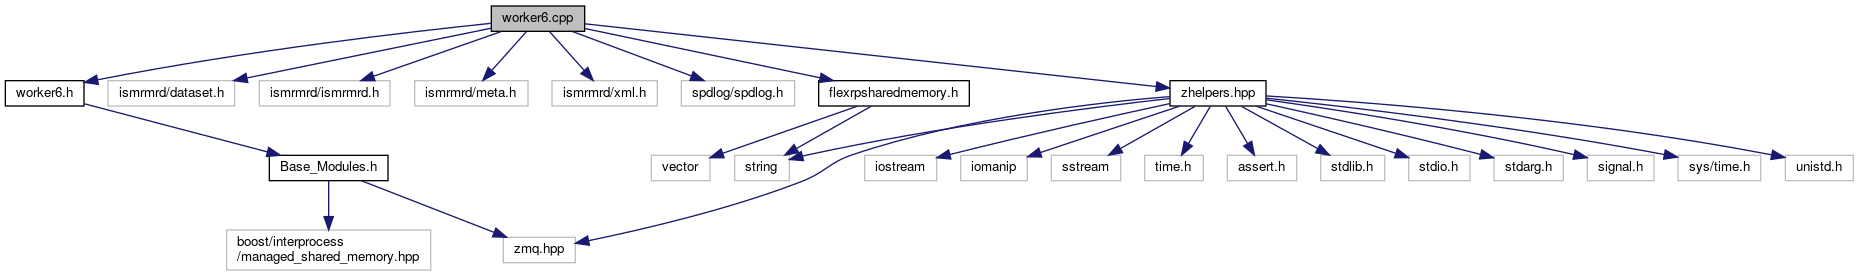 worker6.cpp
worker6.h
ismrmrd/dataset.h
ismrmrd/ismrmrd.h
ismrmrd/meta.h
ismrmrd/xml.h
spdlog/spdlog.h
flexrpsharedmemory.h
zhelpers.hpp
Base_Modules.h
vector
string
iostream
iomanip
sstream
time.h
assert.h
stdlib.h
stdio.h
stdarg.h
signal.h
sys/time.h
unistd.h
boost/interprocess
/managed_shared_memory.hpp
zmq.hpp